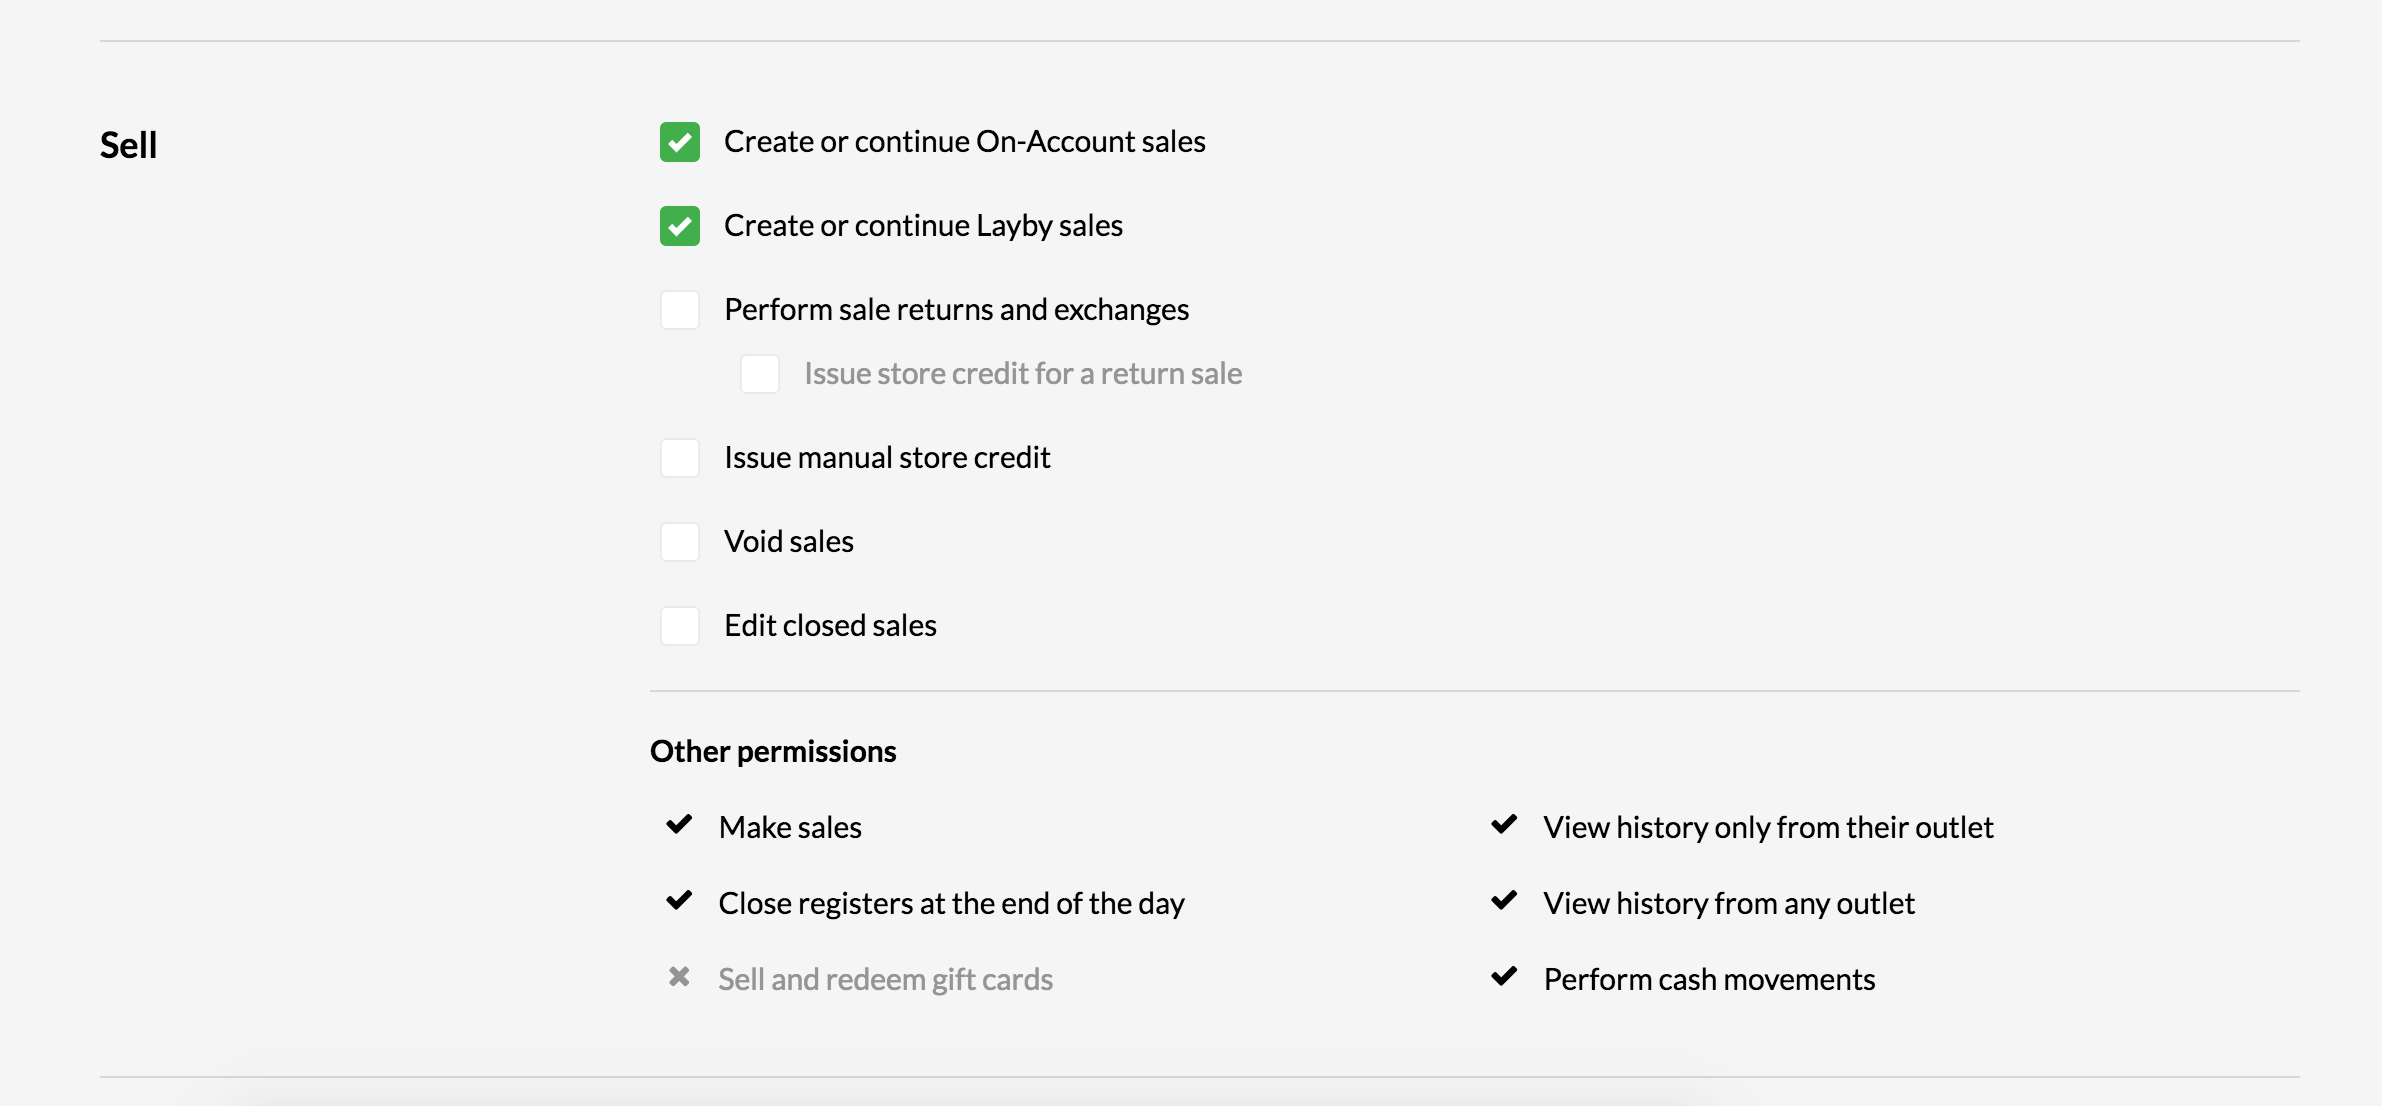 Sell
Create or continue On-Account sales
Create or continue Layby sales
Perform sale returns and exchanges
Issue store credit for a return sale
Issue manual store credit
Void sales
Edit closed sales
Other permissions
Make sales
View history only from their outlet
Close registers at the end of the day
View history from any outlet
Sell and redeem gift cards
Perform cash movements